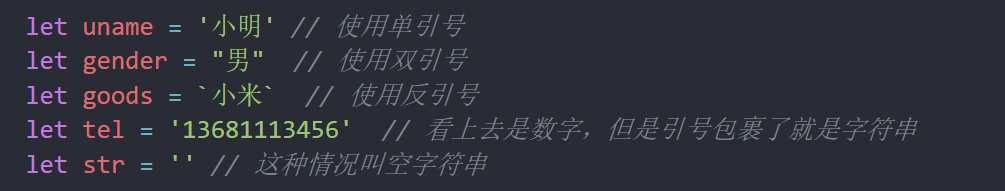 let uname = '小明' // 使用单引号
let gender = "男"  // 使用双引号
let goods = `小米`  // 使用反引号
let tel = '13681113456'  // 看上去是数字，但是引号包裹了就是字符串
let str = '' // 这种情况叫空字符串